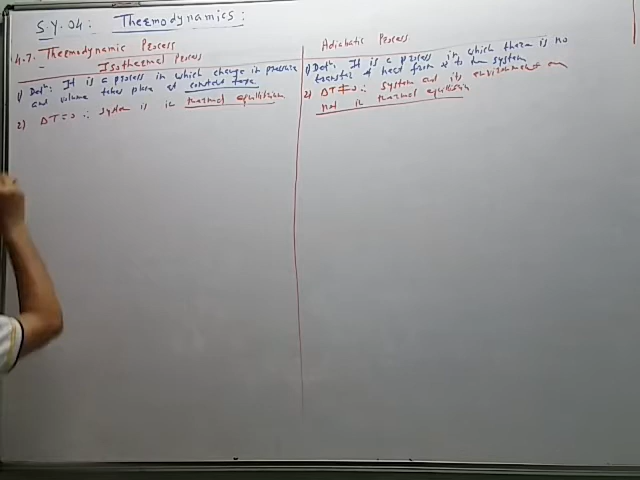 S.Y. 04: Thermodynamics:
4.7. Thermodynamic Process
Isothermal Process
1) Defⁿ: It is a process in which change in pressure
and volume takes place at constant temp
2) ΔT = 0 ∴ System is in thermal equilibrium
Adiabatic Process
1) Defⁿ: It is a process in which there is no
transfer of heat from or to the system
2) ΔT ≠ 0 ∴ System and its environment are
not in thermal equilibrium